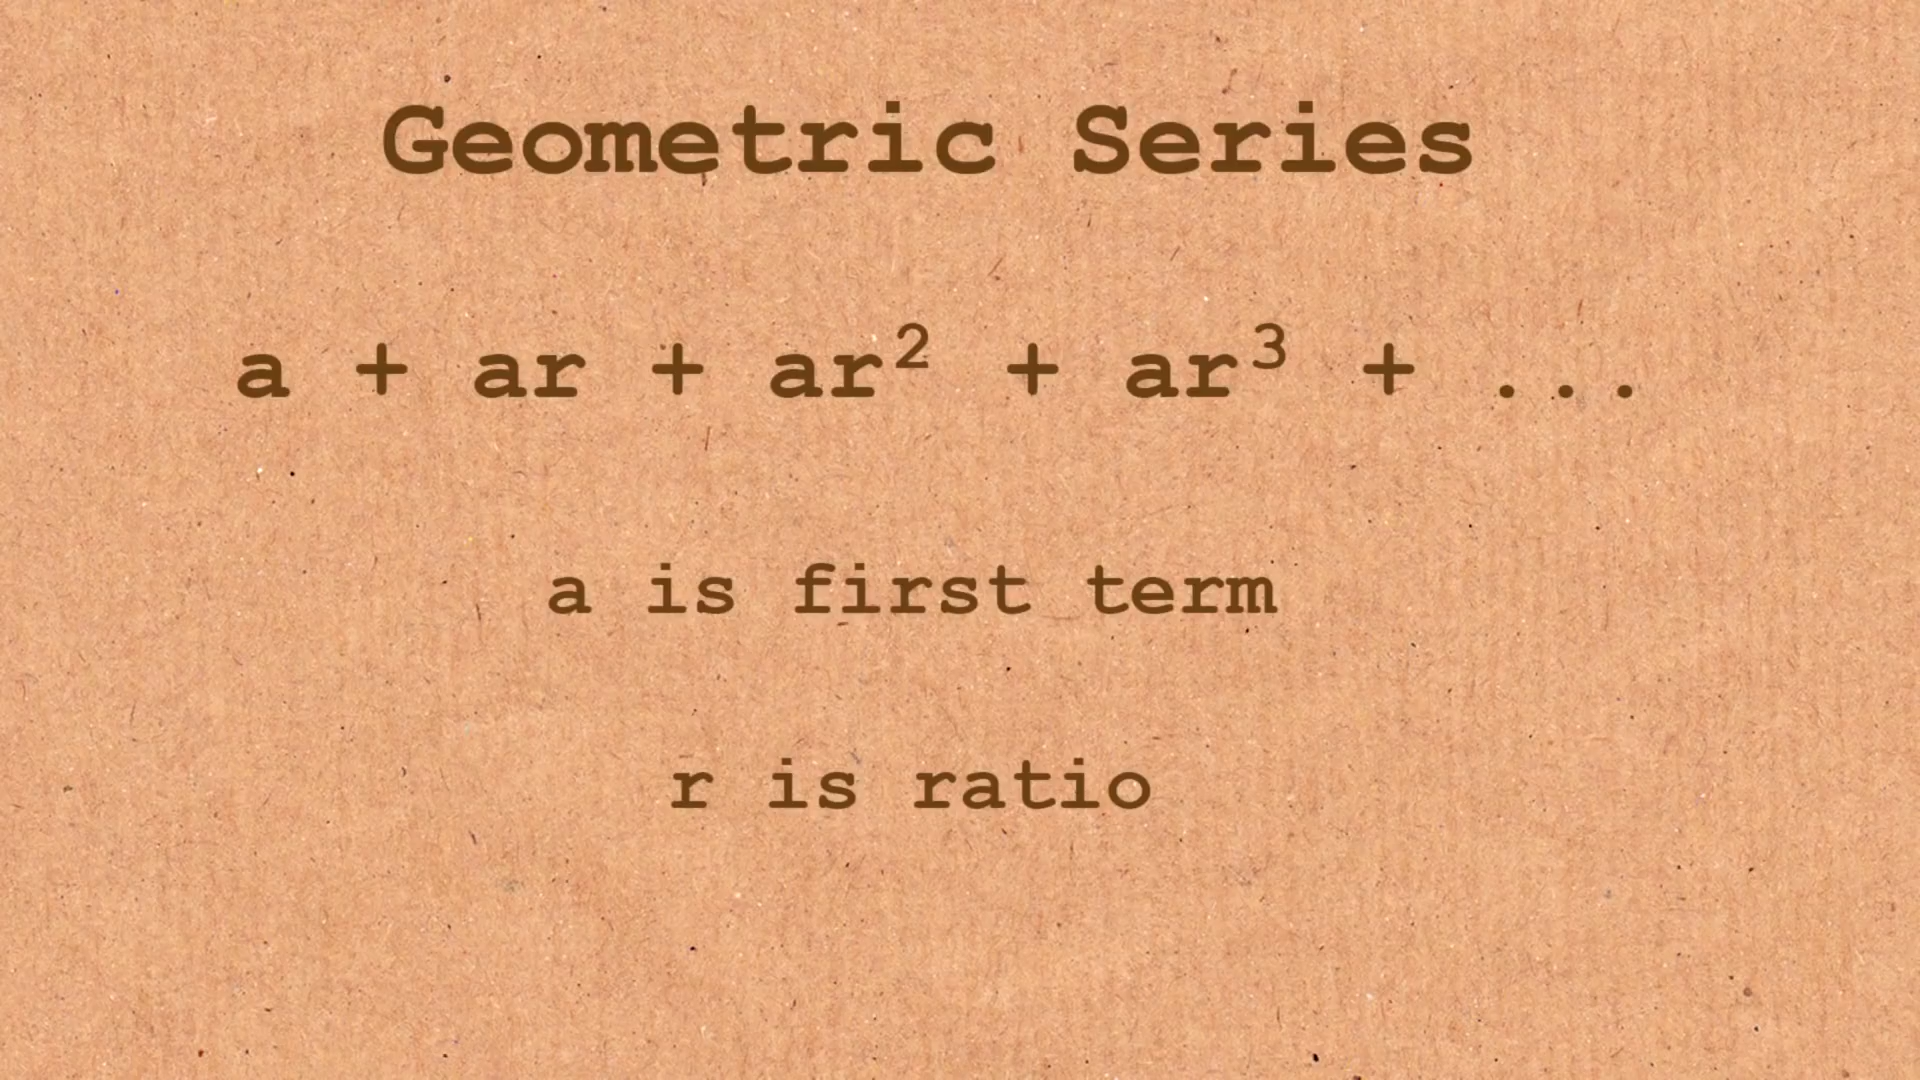 Geometric Series
a + ar + ar² + ar³ + ...
a is first term
r is ratio